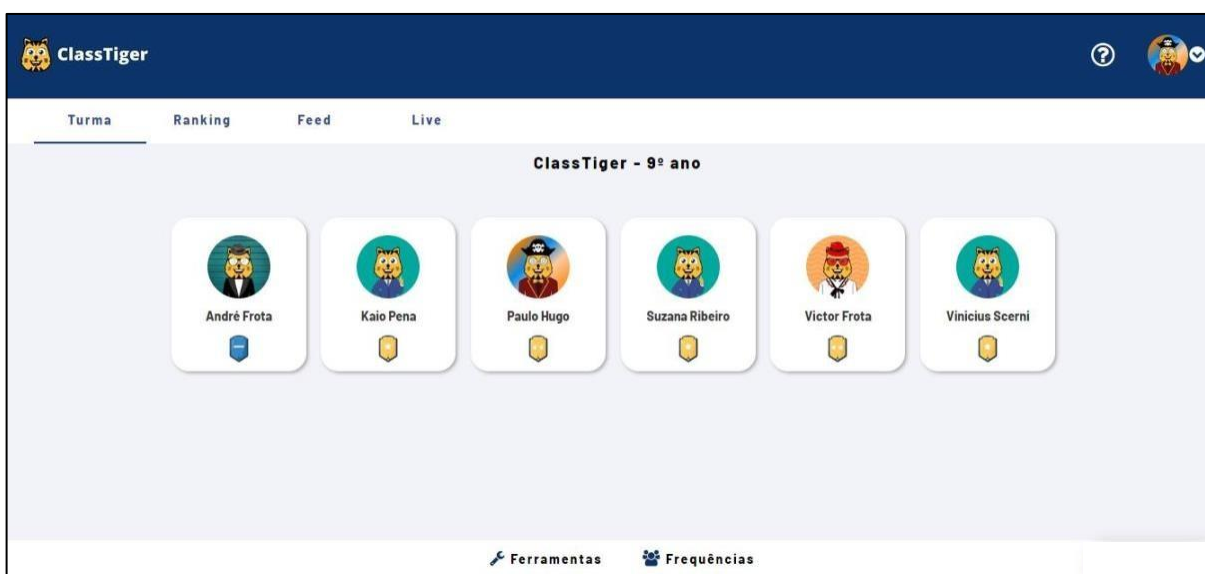 ClassTiger
Turma Ranking Feed Live
ClassTiger - 9º ano
André Frota Kaio Pena Paulo Hugo Suzana Ribeiro Victor Frota Vinicius Scerni
Ferramentas Frequências